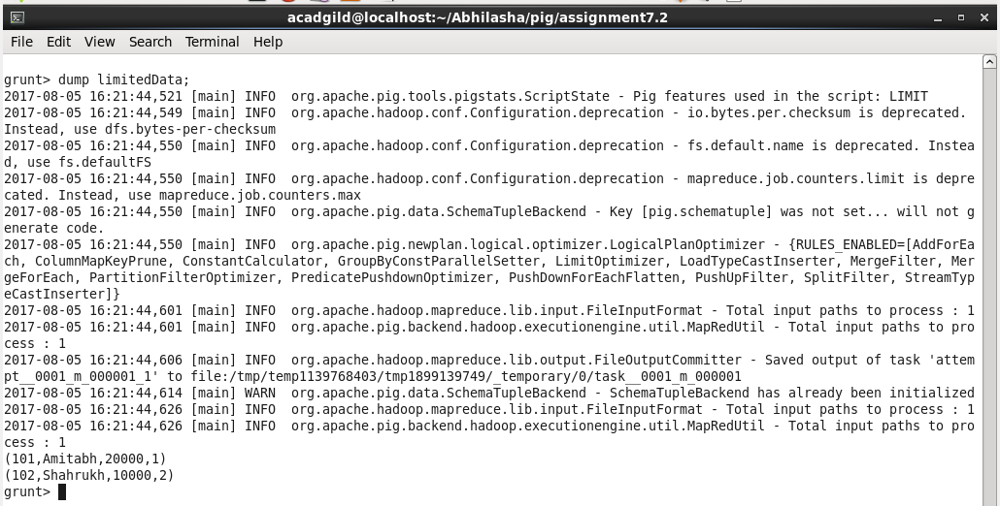 acadgild@localhost:~/Abhilasha/pig/assignment7.2
File Edit View Search Terminal Help
grunt> dump limitedData;
2017-08-05 16:21:44,521 [main] INFO  org.apache.pig.tools.pigstats.ScriptState - Pig features used in the script: LIMIT
2017-08-05 16:21:44,549 [main] INFO  org.apache.hadoop.conf.Configuration.deprecation - io.bytes.per.checksum is deprecated.
Instead, use dfs.bytes-per-checksum
2017-08-05 16:21:44,550 [main] INFO  org.apache.hadoop.conf.Configuration.deprecation - fs.default.name is deprecated. Instea
d, use fs.defaultFS
2017-08-05 16:21:44,550 [main] INFO  org.apache.hadoop.conf.Configuration.deprecation - mapreduce.job.counters.limit is depre
cated. Instead, use mapreduce.job.counters.max
2017-08-05 16:21:44,550 [main] INFO  org.apache.pig.data.SchemaTupleBackend - Key [pig.schematuple] was not set... will not g
enerate code.
2017-08-05 16:21:44,550 [main] INFO  org.apache.pig.newplan.logical.optimizer.LogicalPlanOptimizer - {RULES_ENABLED=[AddForEa
ch, ColumnMapKeyPrune, ConstantCalculator, GroupByConstParallelSetter, LimitOptimizer, LoadTypeCastInserter, MergeFilter, Mer
geForEach, PartitionFilterOptimizer, PredicatePushdownOptimizer, PushDownForEachFlatten, PushUpFilter, SplitFilter, StreamTyp
eCastInserter]}
2017-08-05 16:21:44,601 [main] INFO  org.apache.hadoop.mapreduce.lib.input.FileInputFormat - Total input paths to process : 1
2017-08-05 16:21:44,601 [main] INFO  org.apache.pig.backend.hadoop.executionengine.util.MapRedUtil - Total input paths to pro
cess : 1
2017-08-05 16:21:44,606 [main] INFO  org.apache.hadoop.mapreduce.lib.output.FileOutputCommitter - Saved output of task 'attem
pt__0001_m_000001_1' to file:/tmp/temp1139768403/tmp1899139749/_temporary/0/task__0001_m_000001
2017-08-05 16:21:44,614 [main] WARN  org.apache.pig.data.SchemaTupleBackend - SchemaTupleBackend has already been initialized
2017-08-05 16:21:44,626 [main] INFO  org.apache.hadoop.mapreduce.lib.input.FileInputFormat - Total input paths to process : 1
2017-08-05 16:21:44,626 [main] INFO  org.apache.pig.backend.hadoop.executionengine.util.MapRedUtil - Total input paths to pro
cess : 1
(101,Amitabh,20000,1)
(102,Shahrukh,10000,2)
grunt>